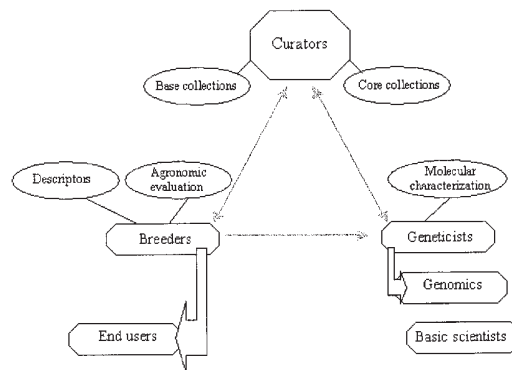 Curators
Base collections
Core collections
Descriptors
Agronomic
evaluation
Molecular
characterization
Breeders
Geneticists
Genomics
End users
Basic scientists